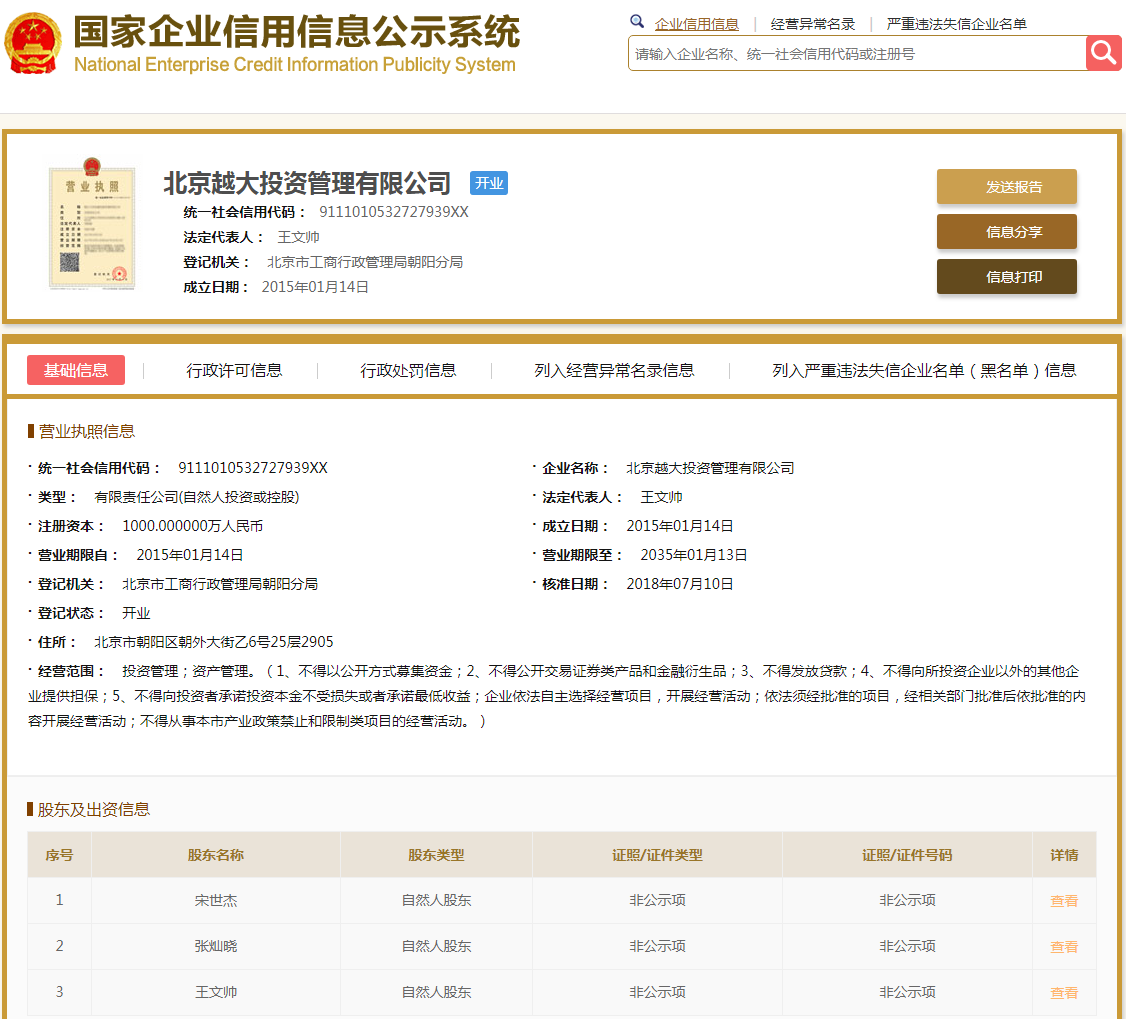 国家企业信用信息公示系统
National Enterprise Credit Information Publicity System
企业信用信息 | 经营异常名录 | 严重违法失信企业名单
请输入企业名称、统一社会信用代码或注册号
营业执照
北京越大投资管理有限公司 开业
统一社会信用代码： 9111010532727939XX
法定代表人： 王文帅
登记机关： 北京市工商行政管理局朝阳分局
成立日期： 2015年01月14日
发送报告
信息分享
信息打印
基础信息 | 行政许可信息 | 行政处罚信息 | 列入经营异常名录信息 | 列入严重违法失信企业名单（黑名单）信息
营业执照信息
· 统一社会信用代码： 9111010532727939XX · 企业名称： 北京越大投资管理有限公司
· 类型： 有限责任公司(自然人投资或控股) · 法定代表人： 王文帅
· 注册资本： 1000.000000万人民币 · 成立日期： 2015年01月14日
· 营业期限自： 2015年01月14日 · 营业期限至： 2035年01月13日
· 登记机关： 北京市工商行政管理局朝阳分局 · 核准日期： 2018年07月10日
· 登记状态： 开业
· 住所： 北京市朝阳区朝外大街乙6号25层2905
· 经营范围： 投资管理；资产管理。（1、不得以公开方式募集资金；2、不得公开交易证券类产品和金融衍生品；3、不得发放贷款；4、不得向所投资企业以外的其他企
业提供担保；5、不得向投资者承诺投资本金不受损失或者承诺最低收益；企业依法自主选择经营项目，开展经营活动；依法须经批准的项目，经相关部门批准后依批准的内
容开展经营活动；不得从事本市产业政策禁止和限制类项目的经营活动。）
股东及出资信息
序号 股东名称 股东类型 证照/证件类型 证照/证件号码 详情
1 宋世杰 自然人股东 非公示项 非公示项 查看
2 张灿晓 自然人股东 非公示项 非公示项 查看
3 王文帅 自然人股东 非公示项 非公示项 查看